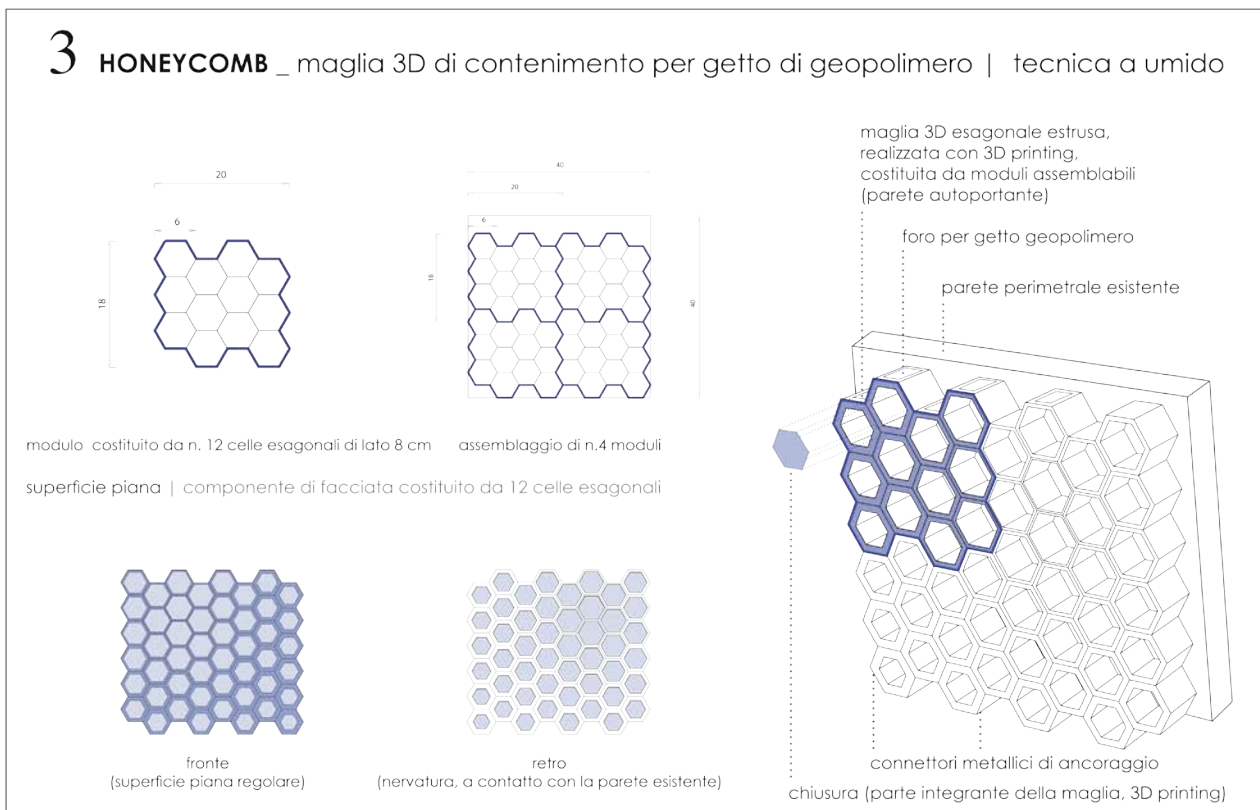 3 HONEYCOMB _ maglia 3D di contenimento per getto di geopolimero | tecnica a umido
maglia 3D esagonale estrusa,
realizzata con 3D printing,
costituita da moduli assemblabili
(parete autoportante)
foro per getto geopolimero
parete perimetrale esistente
20
6
18
40
20
6
18
40
modulo costituito da n. 12 celle esagonali di lato 8 cm
assemblaggio di n.4 moduli
superficie piana | componente di facciata costituito da 12 celle esagonali
fronte
(superficie piana regolare)
retro
(nervatura, a contatto con la parete esistente)
connettori metallici di ancoraggio
chiusura (parte integrante della maglia, 3D printing)